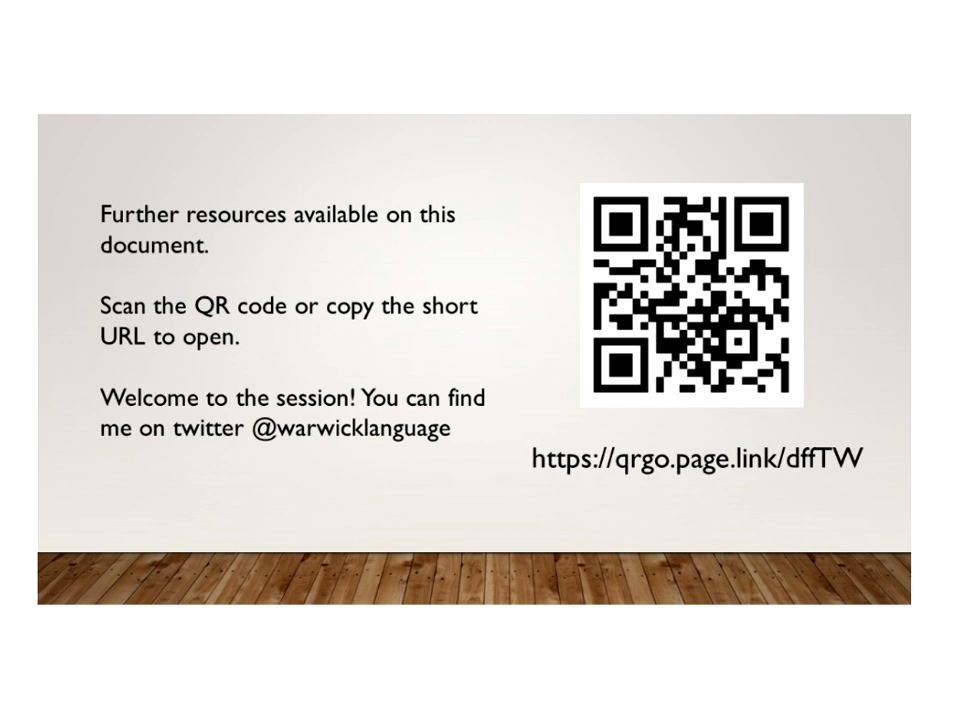 Further resources available on this
document.
Scan the QR code or copy the short
URL to open.
Welcome to the session! You can find
me on twitter @warwicklanguage
https://qrgo.page.link/dffTW